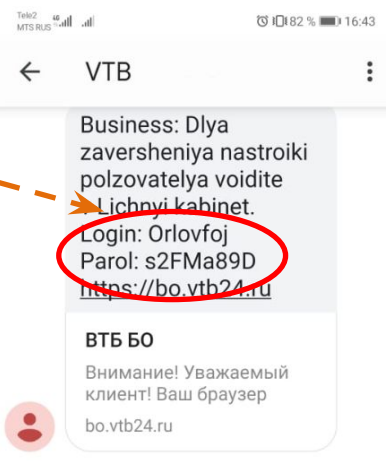 Tele2
MTS RUS 82 % 16:43
VTB
Business: Dlya
zaversheniya nastroiki
polzovatelya voidite
Lichnyi kabinet.
Login: Orlovfoj
Parol: s2FMa89D
https://bo.vtb24.ru
ВТБ БО
Внимание! Уважаемый
клиент! Ваш браузер
bo.vtb24.ru